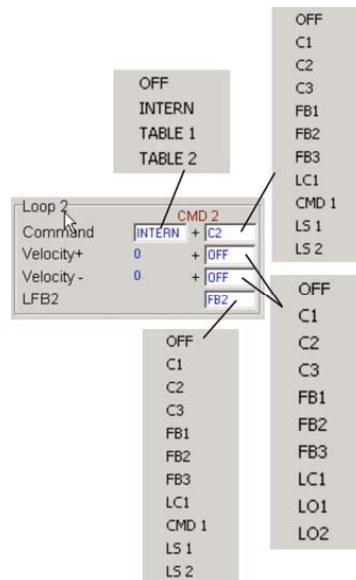 OFF
C1
C2
C3
FB1
FB2
FB3
LC1
CMD 1
LS 1
LS 2
OFF
INTERN
TABLE 1
TABLE 2
Loop 2
CMD 2
Command INTERN + C2
Velocity+ 0 + OFF
Velocity - 0 + OFF
LFB2 FB2
OFF
C1
C2
C3
FB1
FB2
FB3
LC1
LO1
LO2
OFF
C1
C2
C3
FB1
FB2
FB3
LC1
CMD 1
LS 1
LS 2